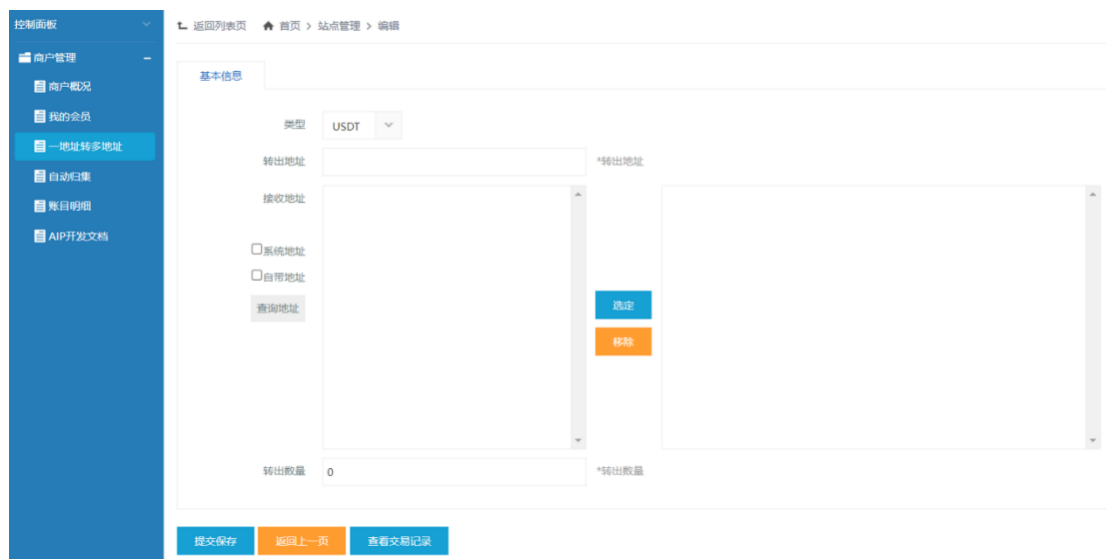 控制面板
返回列表页 首页 > 站点管理 > 编辑
商户管理
商户概况
我的会员
一地址转多地址
自动归集
账目明细
AIP开发文档
基本信息
类型 USDT
转出地址 *转出地址
接收地址
系统地址
自带地址
查询地址
选定
移除
转出数量 0 *转出数量
提交保存 返回上一页 查看交易记录